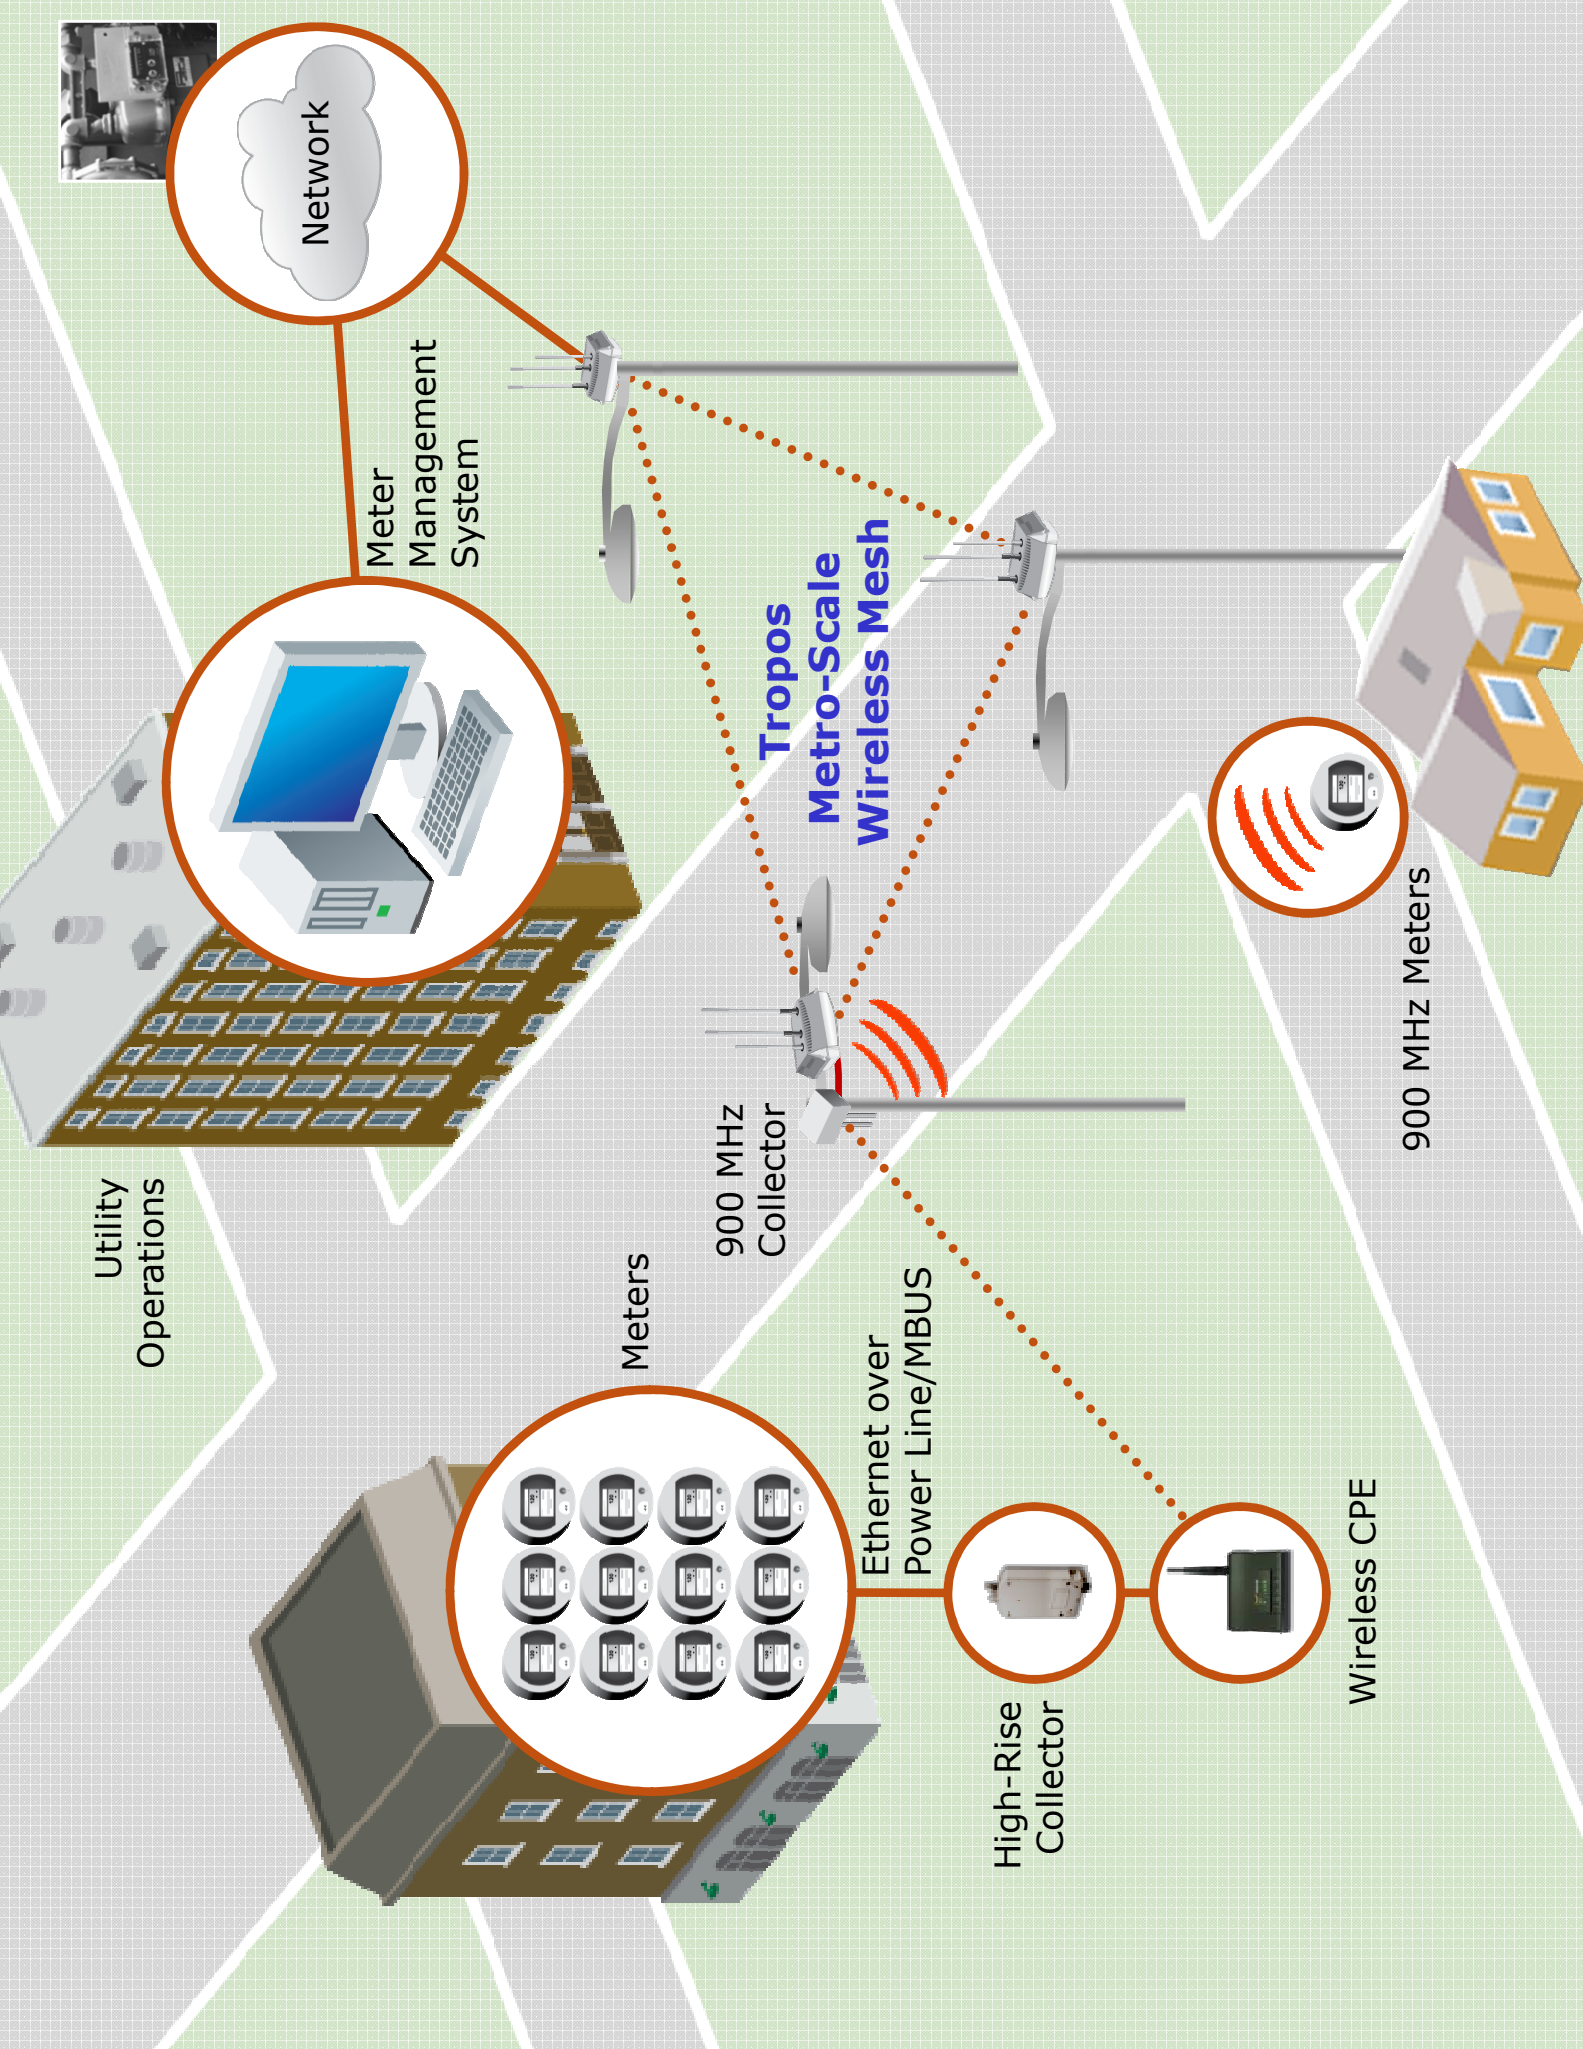 Utility
Operations
Network
Meter
Management
System
Meters
900 MHz
Collector
Tropos
Metro-Scale
Wireless Mesh
Ethernet over
Power Line/MBUS
High-Rise
Collector
Wireless CPE
900 MHz Meters